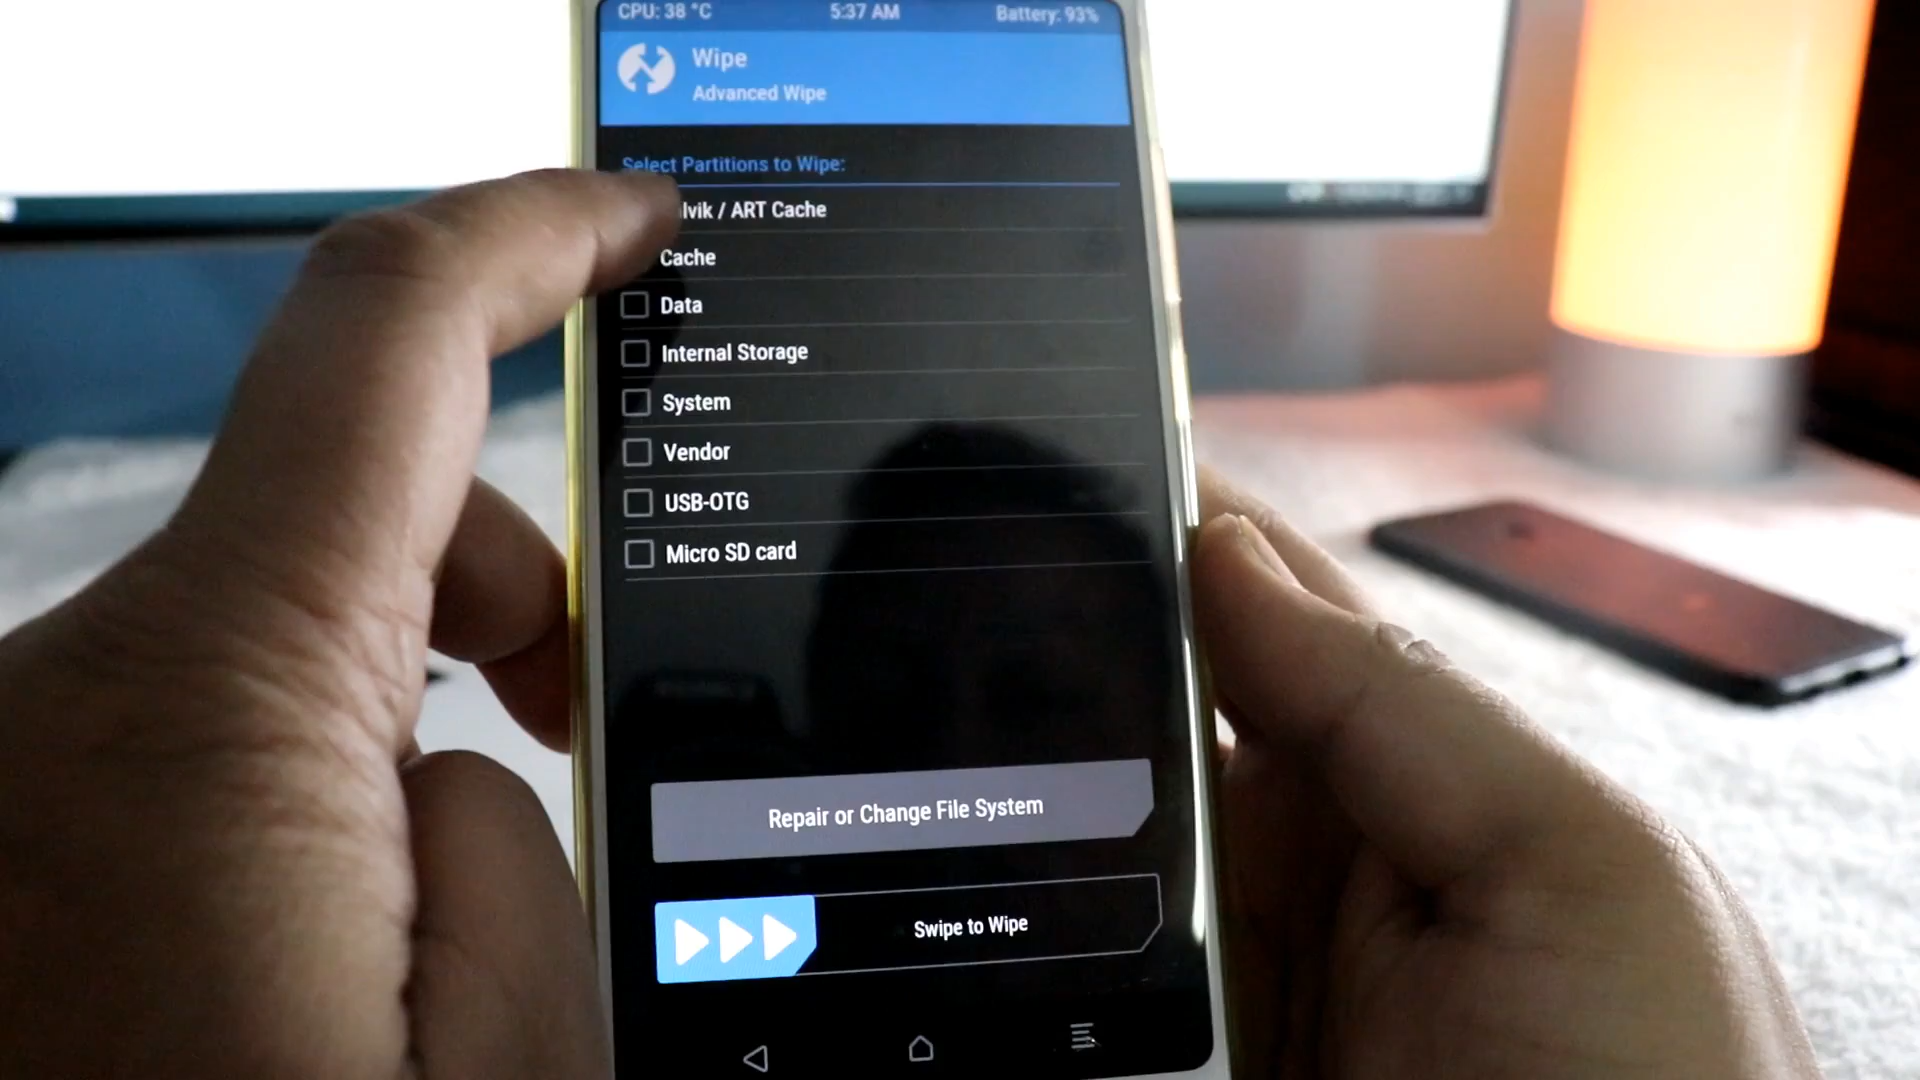 CPU: 38 °C 5:37 AM Battery: 93%
Wipe
Advanced Wipe
Select Partitions to Wipe:
lvik / ART Cache
Cache
Data
Internal Storage
System
Vendor
USB-OTG
Micro SD card
Repair or Change File System
Swipe to Wipe